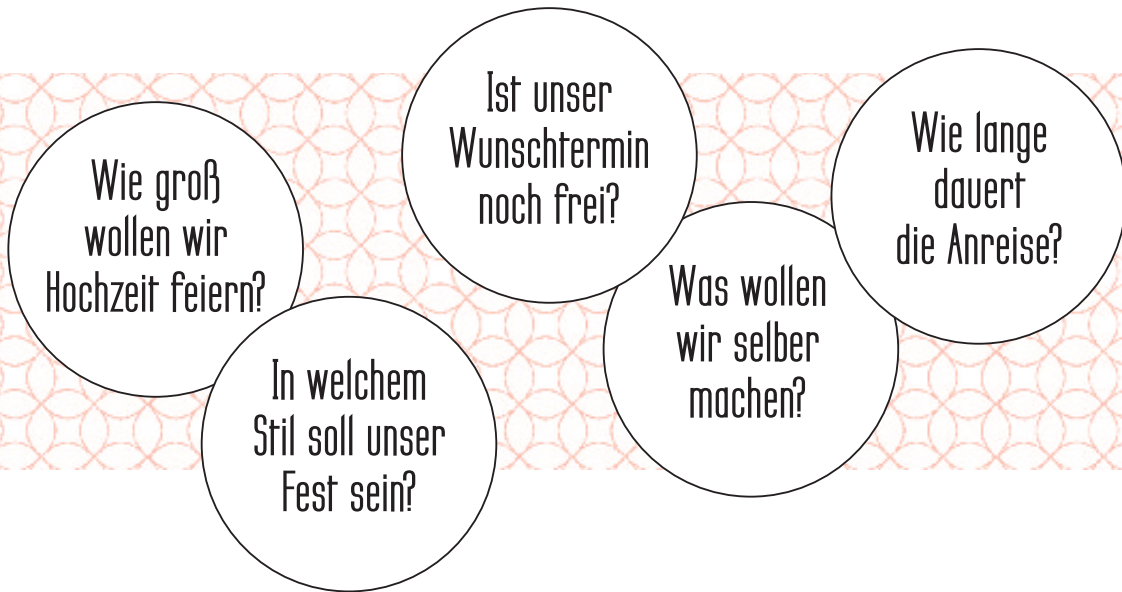 Wie groß
wollen wir
Hochzeit feiern?
In welchem
Stil soll unser
Fest sein?
Ist unser
Wunschtermin
noch frei?
Was wollen
wir selber
machen?
Wie lange
dauert
die Anreise?